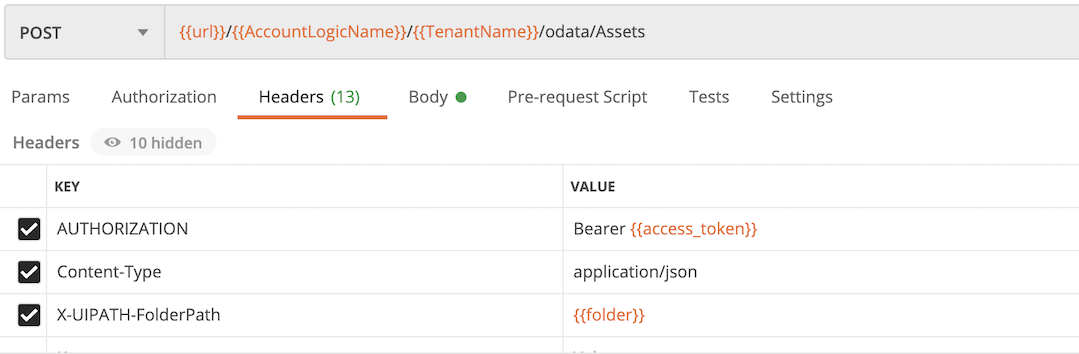 POST {{url}}/{{AccountLogicName}}/{{TenantName}}/odata/Assets
Params Authorization Headers (13) Body Pre-request Script Tests Settings
Headers 10 hidden
KEY VALUE
AUTHORIZATION Bearer {{access_token}}
Content-Type application/json
X-UIPATH-FolderPath {{folder}}